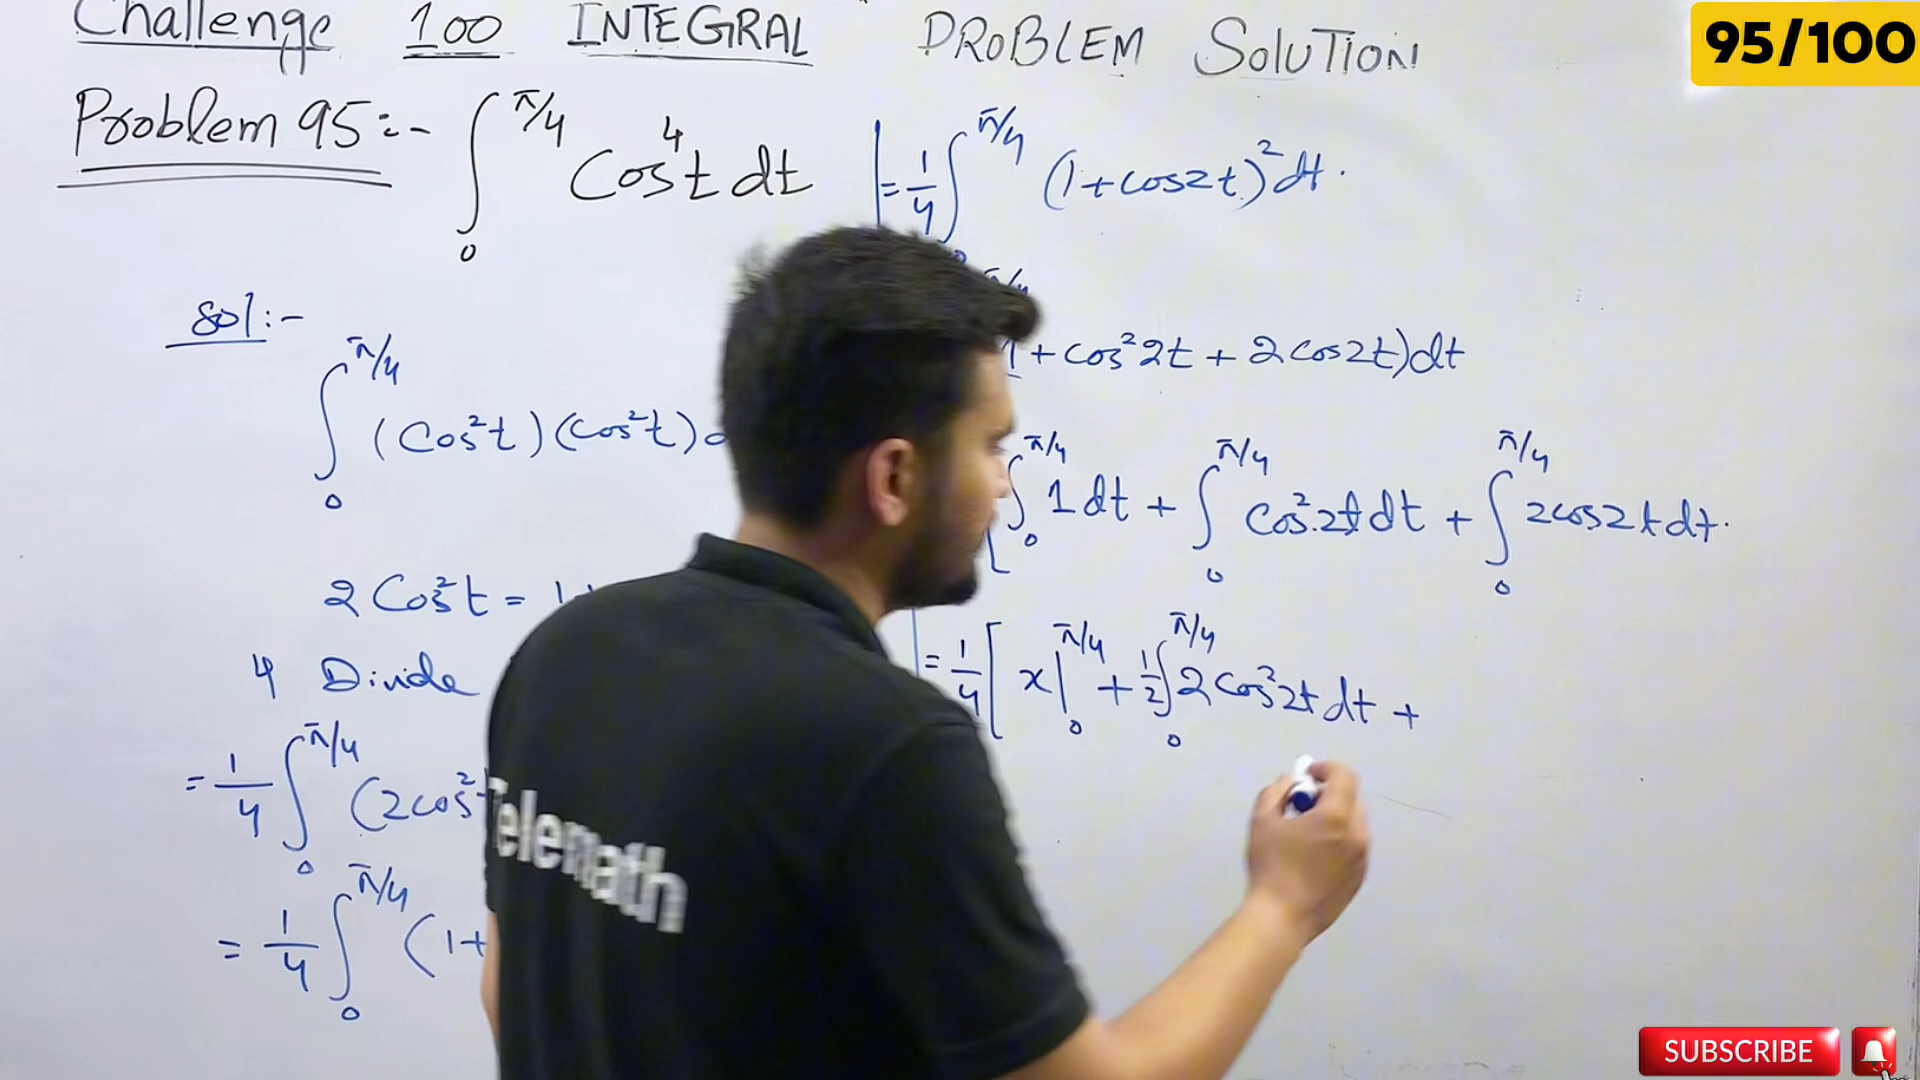 Challenge 100 INTEGRAL PROBLEM SOLUTION
95/100
Problem 95:- ∫₀^π/4 Cos⁴t dt
Sol:-
∫₀^π/4 (Cos²t)(Cos²t)
2Cos²t = 1
4 Divide
= 1/4 ∫₀^π/4 (2cos²
= 1/4 ∫₀^π/4 (1+
= 1/4 ∫^π/4 (1+cos2t)² dt.
1 + cos²2t + 2cos2t)dt
[∫₀^π/4 1 dt + ∫₀^π/4 Cos²2t dt + ∫₀^π/4 2cos2t dt.
= 1/4 [ x|₀^π/4 + 1/2 ∫₀^π/4 2Cos²2t dt +
Telemath
SUBSCRIBE